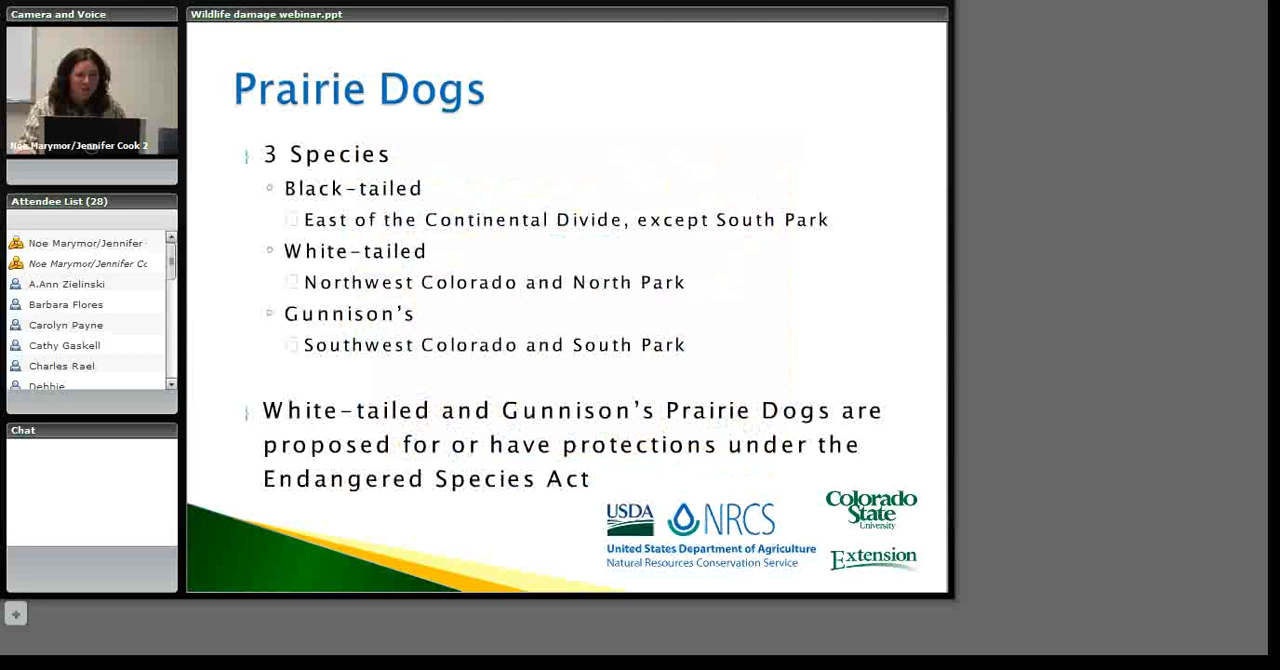 Camera and Voice
Noe Marymor/Jennifer Cook 2
Attendee List (28)
Noe Marymor/Jennifer
Noe Marymor/Jennifer Cc
A.Ann Zielinski
Barbara Flores
Carolyn Payne
Cathy Gaskell
Charles Rael
Debbie
Chat
Wildlife damage webinar.ppt
Prairie Dogs
3 Species
Black-tailed
East of the Continental Divide, except South Park
White-tailed
Northwest Colorado and North Park
Gunnison's
Southwest Colorado and South Park
White-tailed and Gunnison's Prairie Dogs are
proposed for or have protections under the
Endangered Species Act
USDA NRCS
United States Department of Agriculture
Natural Resources Conservation Service
Colorado
State
University
Extension